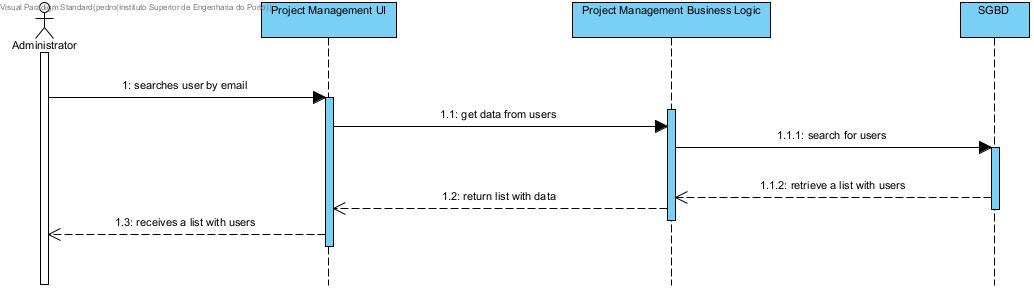 Visual Paradigm Standard(pedro(Instituto Superior de Engenharia do Porto
Project Management UI
Project Management Business Logic
SGBD
Administrator
1: searches user by email
1.1: get data from users
1.1.1: search for users
1.1.2: retrieve a list with users
1.2: return list with data
1.3: receives a list with users